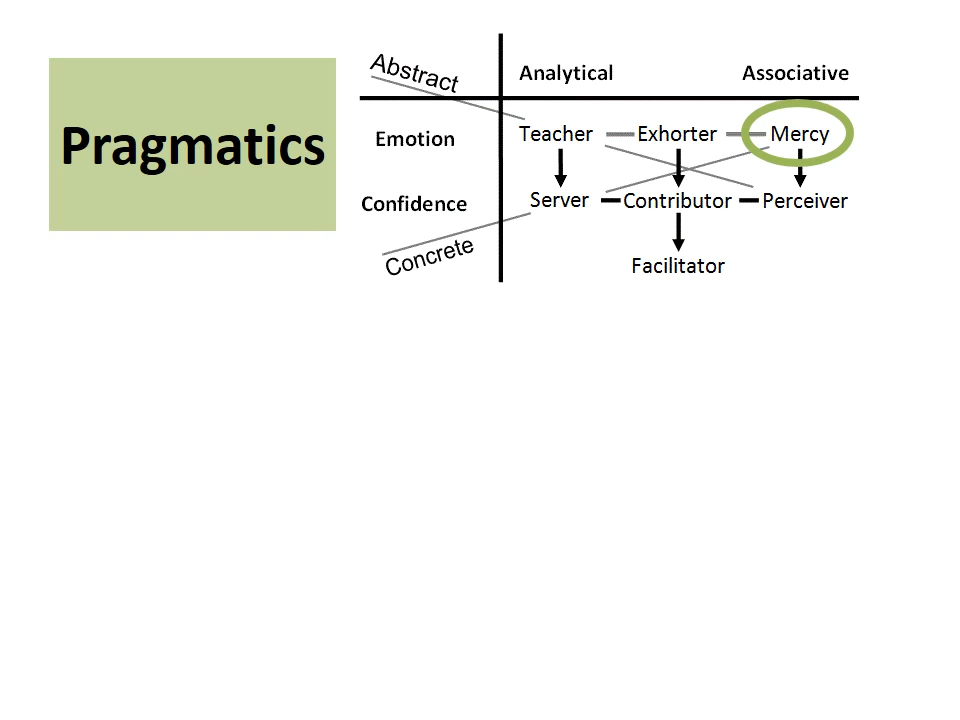 Pragmatics
Abstract
Analytical Associative
Emotion Teacher Exhorter Mercy
Confidence Server Contributor Perceiver
Concrete
Facilitator